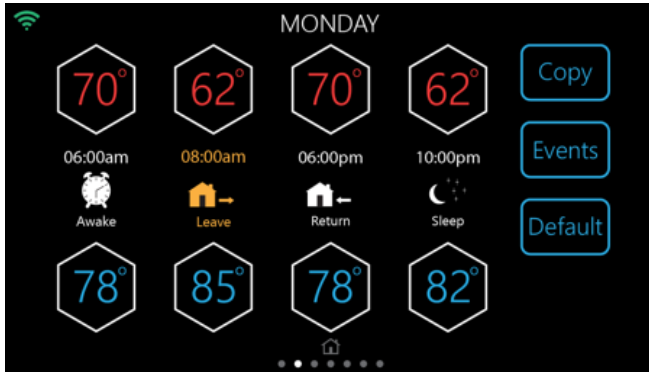 MONDAY
70° 62° 70° 62°
Copy
06:00am 08:00am 06:00pm 10:00pm
Events
Awake Leave Return Sleep
Default
78° 85° 78° 82°